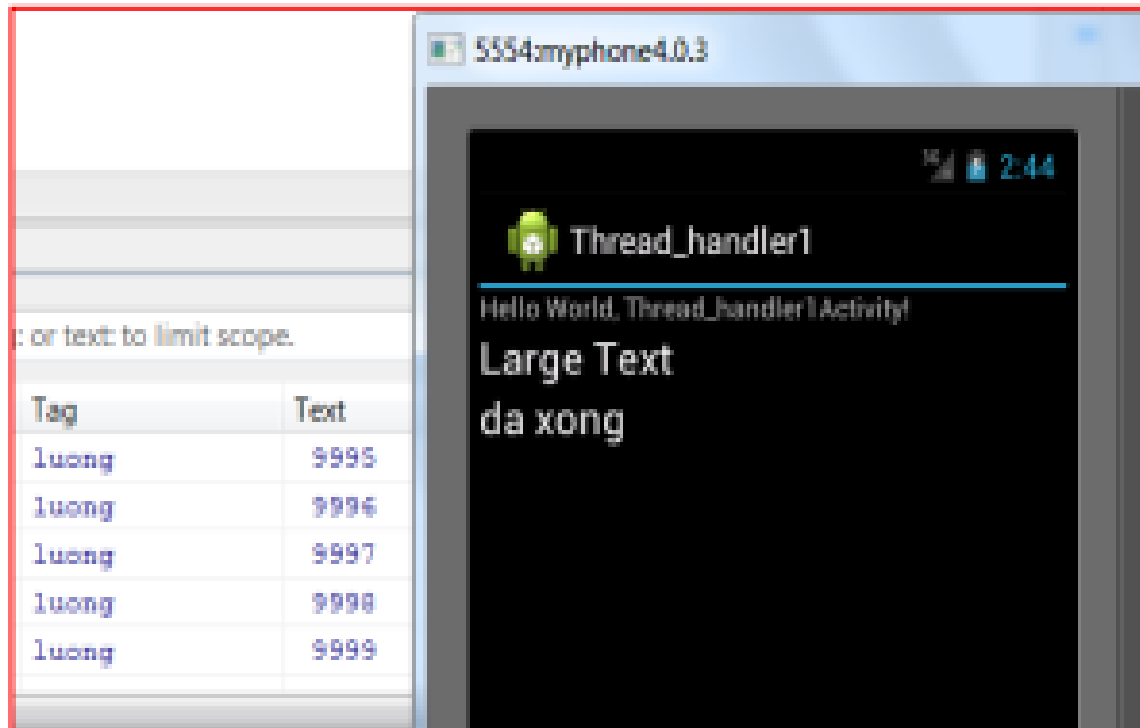 5554:myphone4.0.3
2:44
Thread_handler1
Hello World, Thread_handler1Activity!
Large Text
da xong
or text: to limit scope.
Tag Text
luong 9995
luong 9996
luong 9997
luong 9998
luong 9999